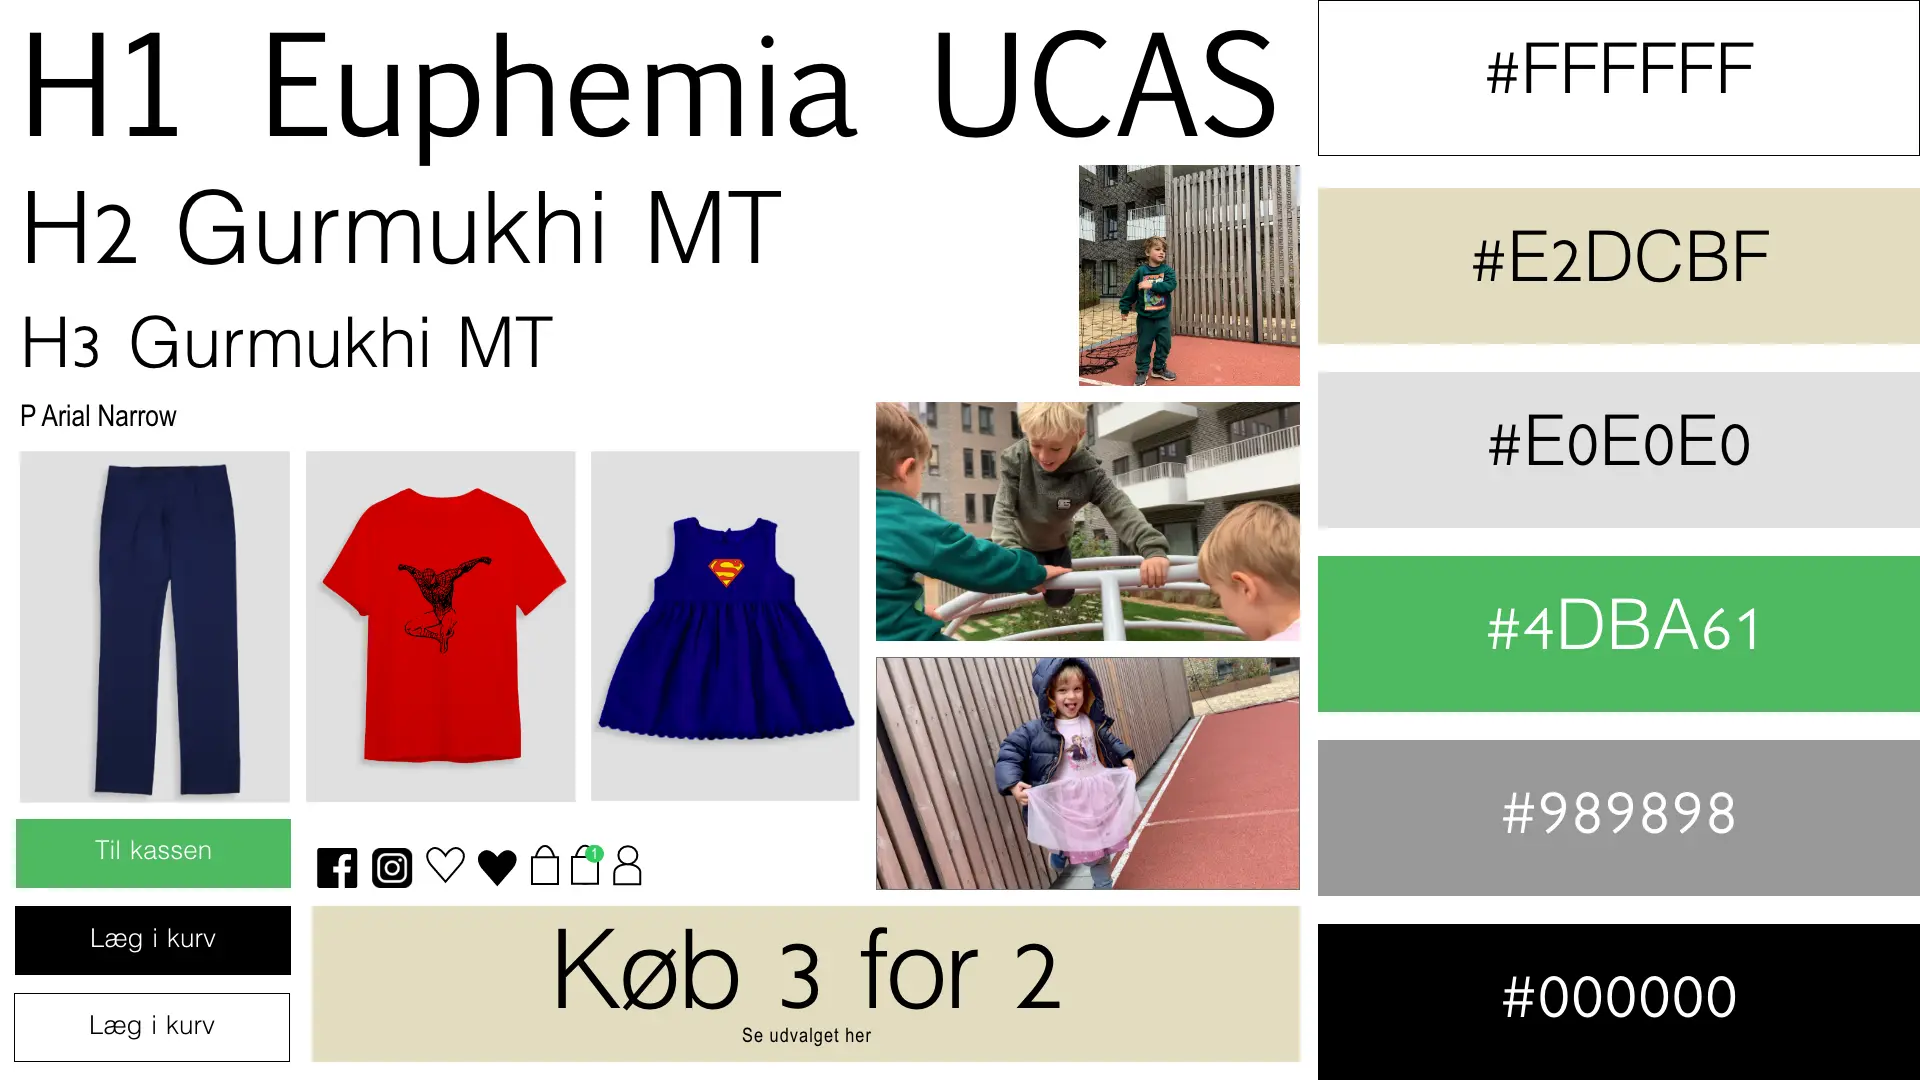 H1 Euphemia UCAS
H2 Gurmukhi MT
H3 Gurmukhi MT
P Arial Narrow
Til kassen
Læg i kurv
Læg i kurv
1
Køb 3 for 2
Se udvalget her
#FFFFFF
#E2DCBF
#E0E0E0
#4DBA61
#989898
#000000